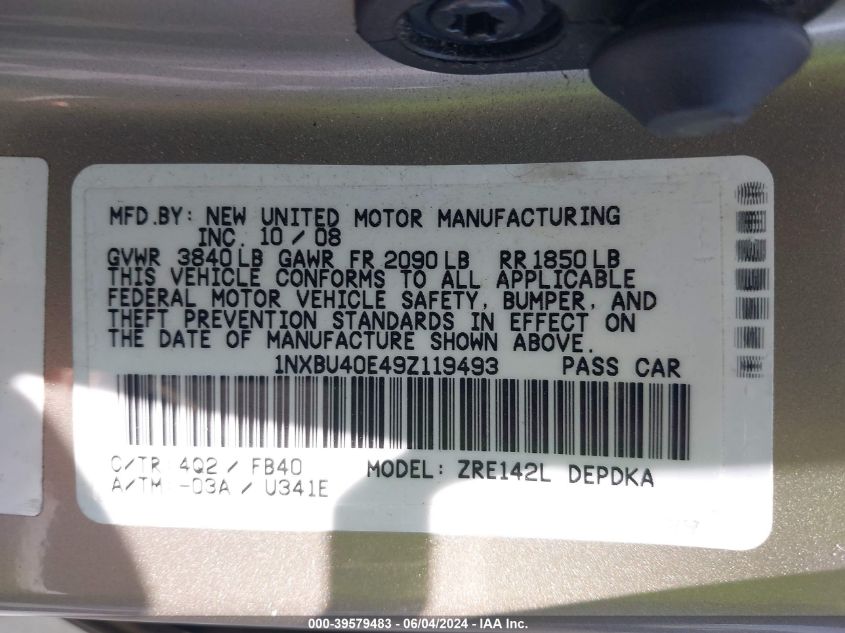 MFD.BY: NEW UNITED MOTOR MANUFACTURING
INC. 10 / 08
GVWR 3840 LB GAWR FR 2090 LB RR 1850 LB
THIS VEHICLE CONFORMS TO ALL APPLICABLE
FEDERAL MOTOR VEHICLE SAFETY, BUMPER, AND
THEFT PREVENTION STANDARDS IN EFFECT ON
THE DATE OF MANUFACTURE SHOWN ABOVE.
1NXBU40E49Z119493 PASS CAR
C/TR: 4Q2 / FB40 MODEL: ZRE142L DEPDKA
A/TM: -03A / U341E
000-39579483 - 06/04/2024 - IAA Inc.